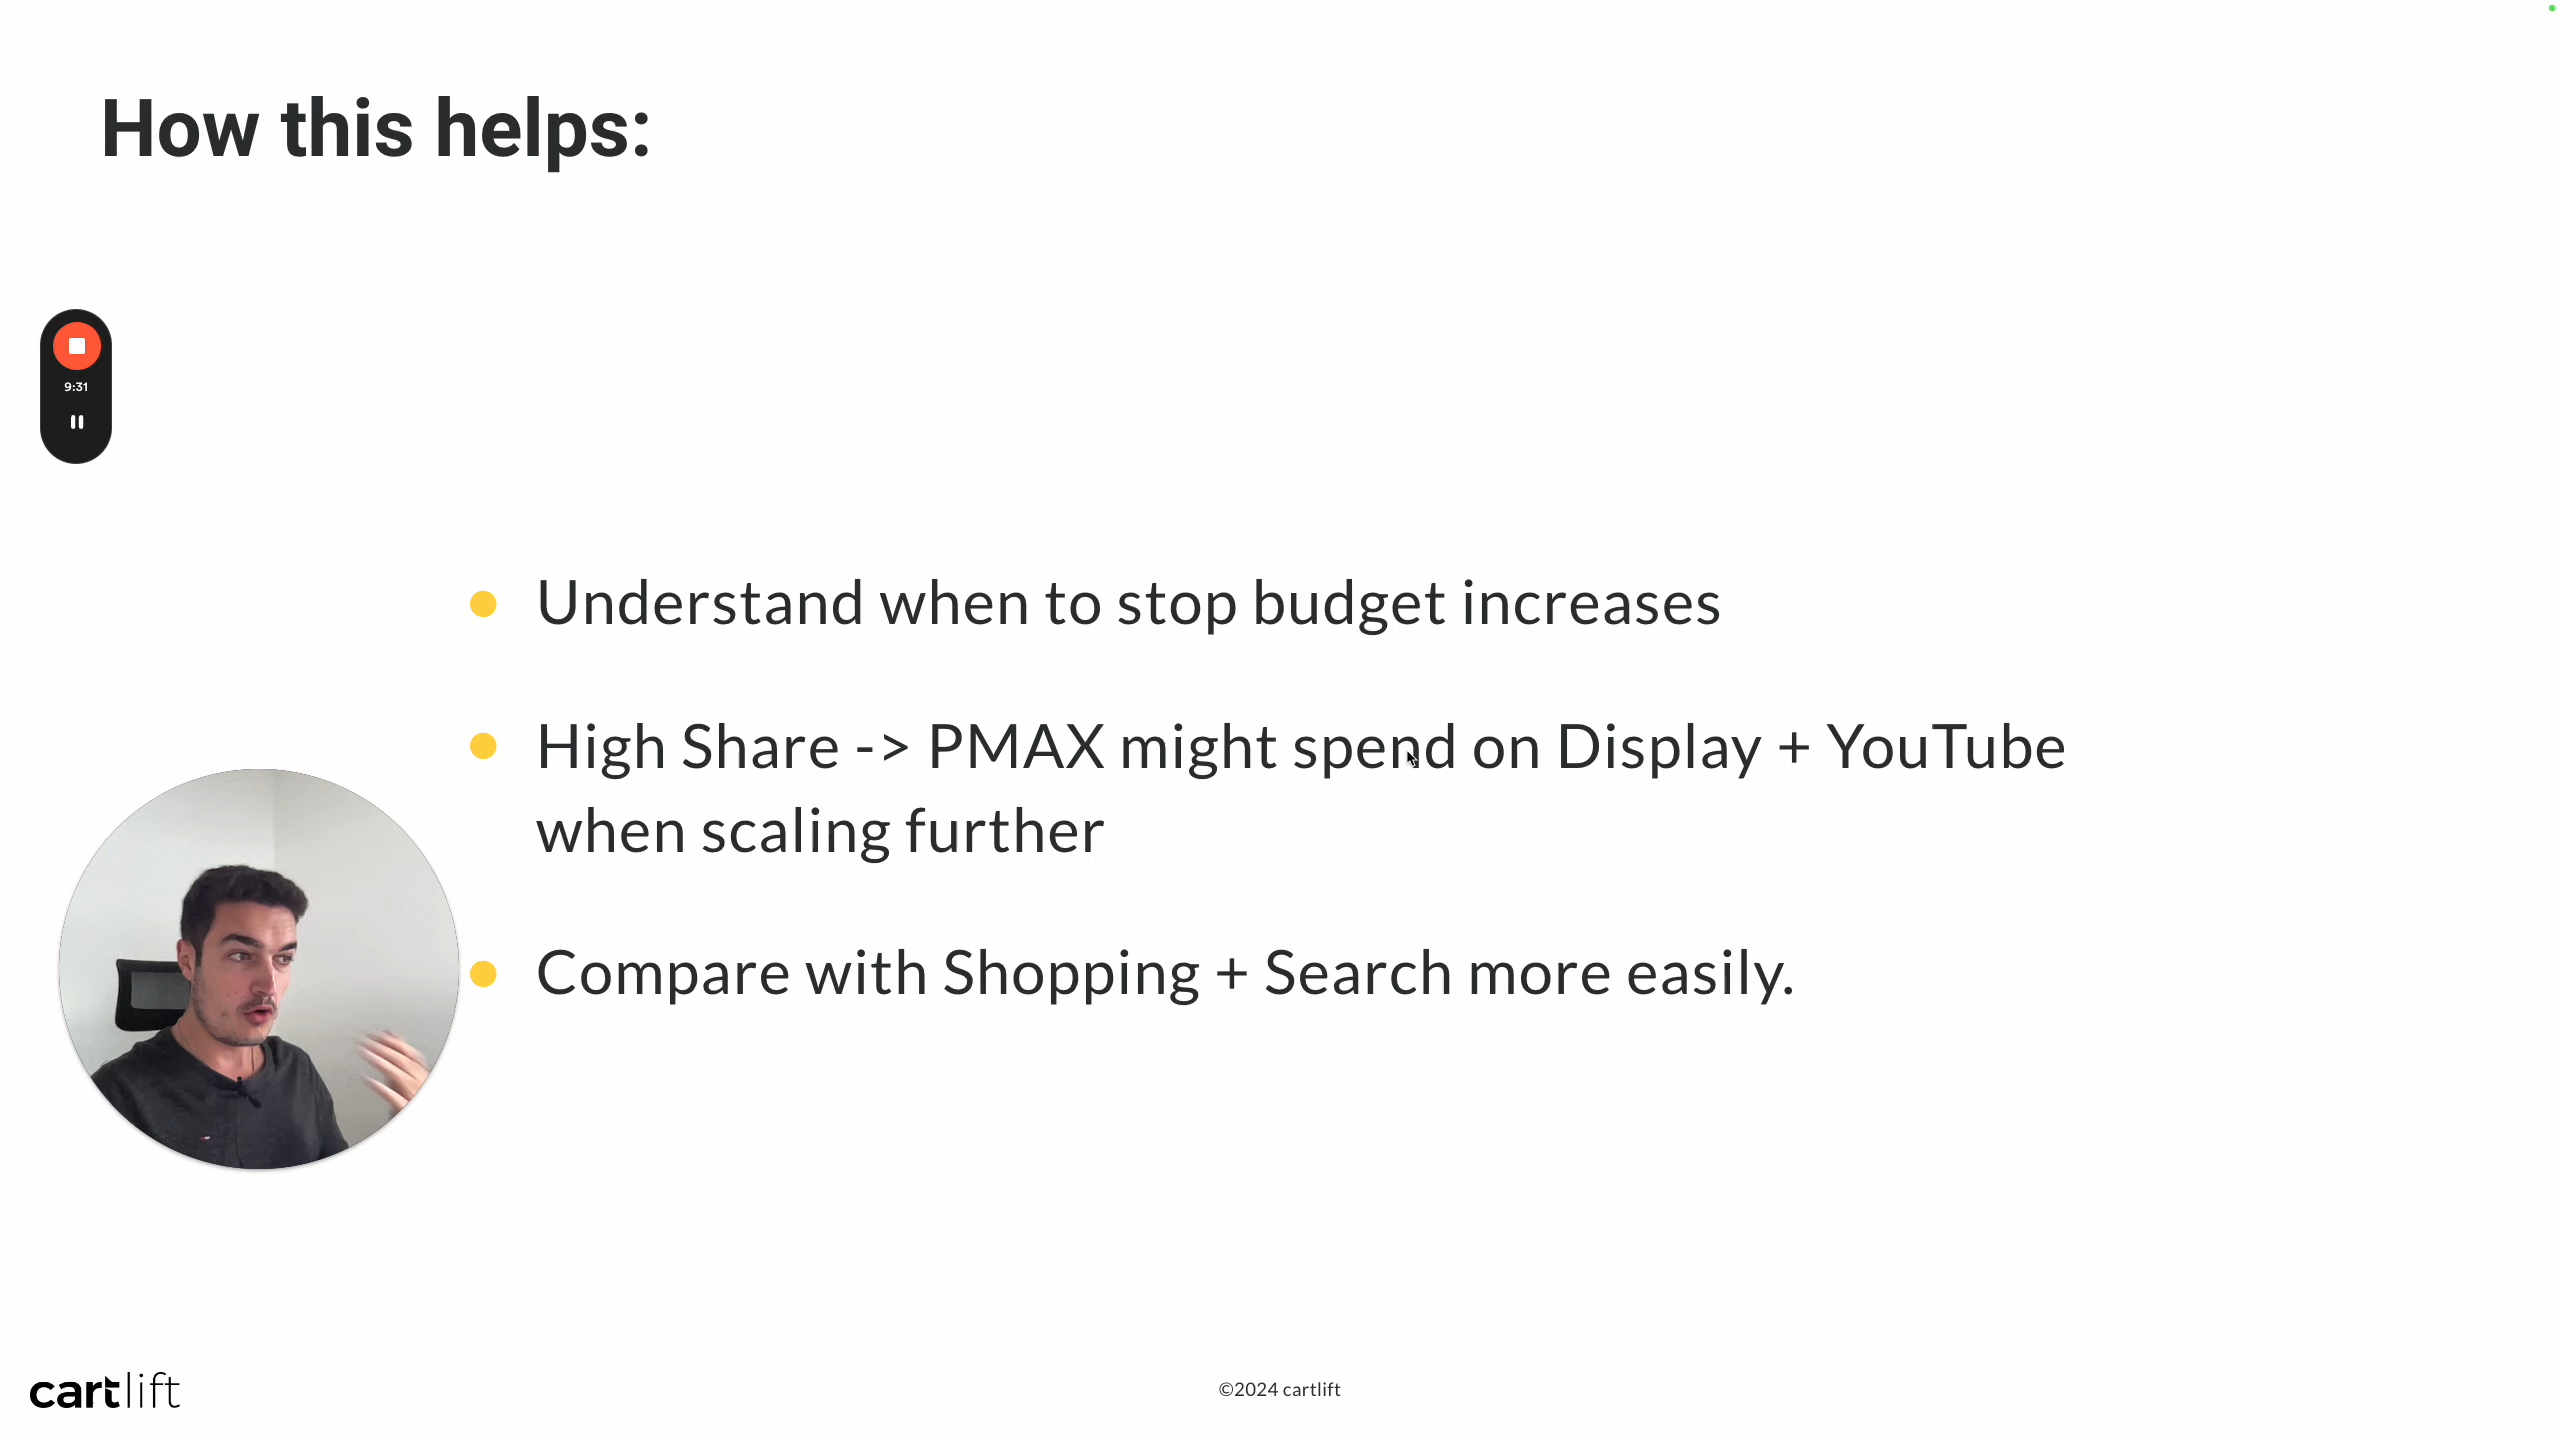 How this helps:
9:31
Understand when to stop budget increases
High Share -> PMAX might spend on Display + YouTube
when scaling further
Compare with Shopping + Search more easily.
cartlift
©2024 cartlift